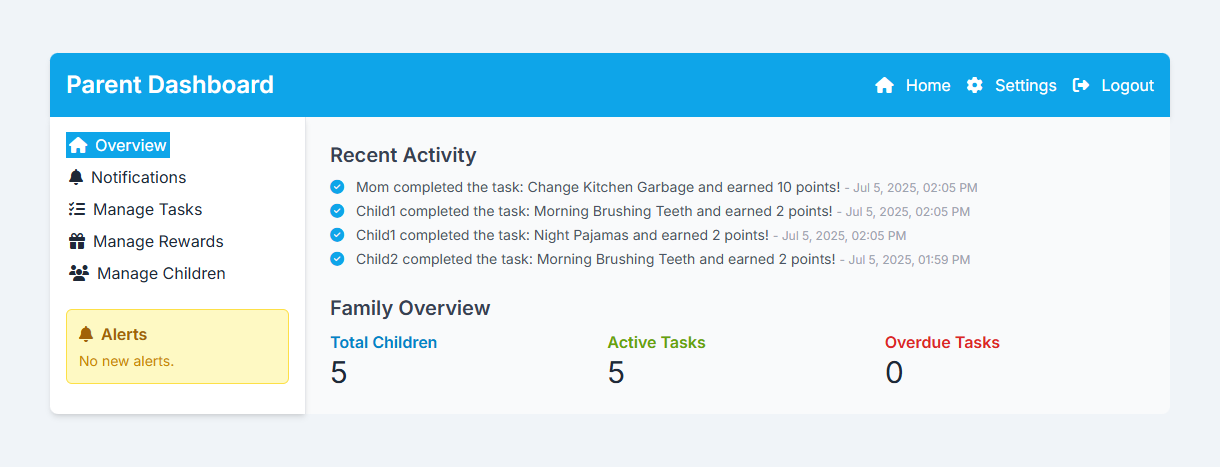 Parent Dashboard
Home Settings Logout
Overview
Notifications
Manage Tasks
Manage Rewards
Manage Children
Alerts
No new alerts.
Recent Activity
Mom completed the task: Change Kitchen Garbage and earned 10 points! - Jul 5, 2025, 02:05 PM
Child1 completed the task: Morning Brushing Teeth and earned 2 points! - Jul 5, 2025, 02:05 PM
Child1 completed the task: Night Pajamas and earned 2 points! - Jul 5, 2025, 02:05 PM
Child2 completed the task: Morning Brushing Teeth and earned 2 points! - Jul 5, 2025, 01:59 PM
Family Overview
Total Children
5
Active Tasks
5
Overdue Tasks
0